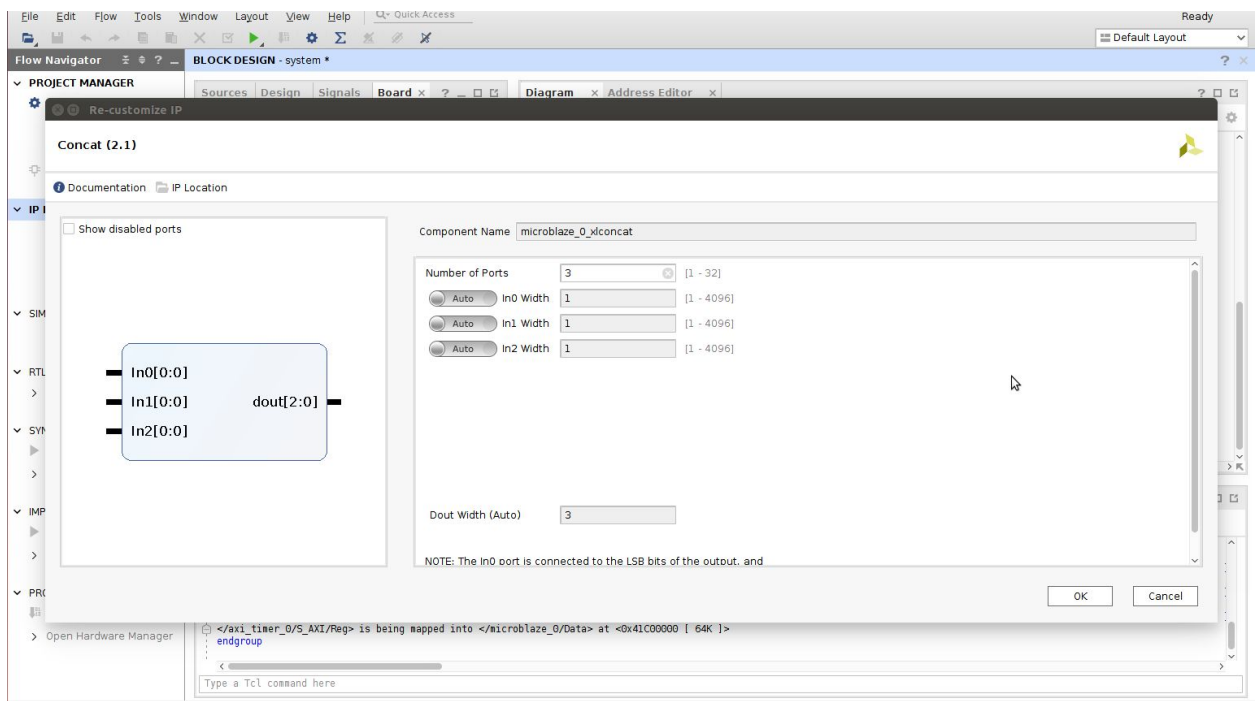 File Edit Flow Tools Window Layout View Help Quick Access Ready
Default Layout
Flow Navigator BLOCK DESIGN - system *
PROJECT MANAGER
Sources Design Signals Board Diagram Address Editor
Re-customize IP
Concat (2.1)
Documentation IP Location
IP
Show disabled ports
Component Name microblaze_0_xlconcat
Number of Ports 3 [1 - 32]
Auto In0 Width 1 [1 - 4096]
Auto In1 Width 1 [1 - 4096]
Auto In2 Width 1 [1 - 4096]
SIM
RTL
SYN
IMP
PRO
In0[0:0]
In1[0:0] dout[2:0]
In2[0:0]
Dout Width (Auto) 3
NOTE: The In0 port is connected to the LSB bits of the output, and
OK Cancel
Open Hardware Manager
</axi_timer_0/S_AXI/Reg> is being mapped into </microblaze_0/Data> at <0x41C00000 [ 64K ]>
endgroup
Type a Tcl command here